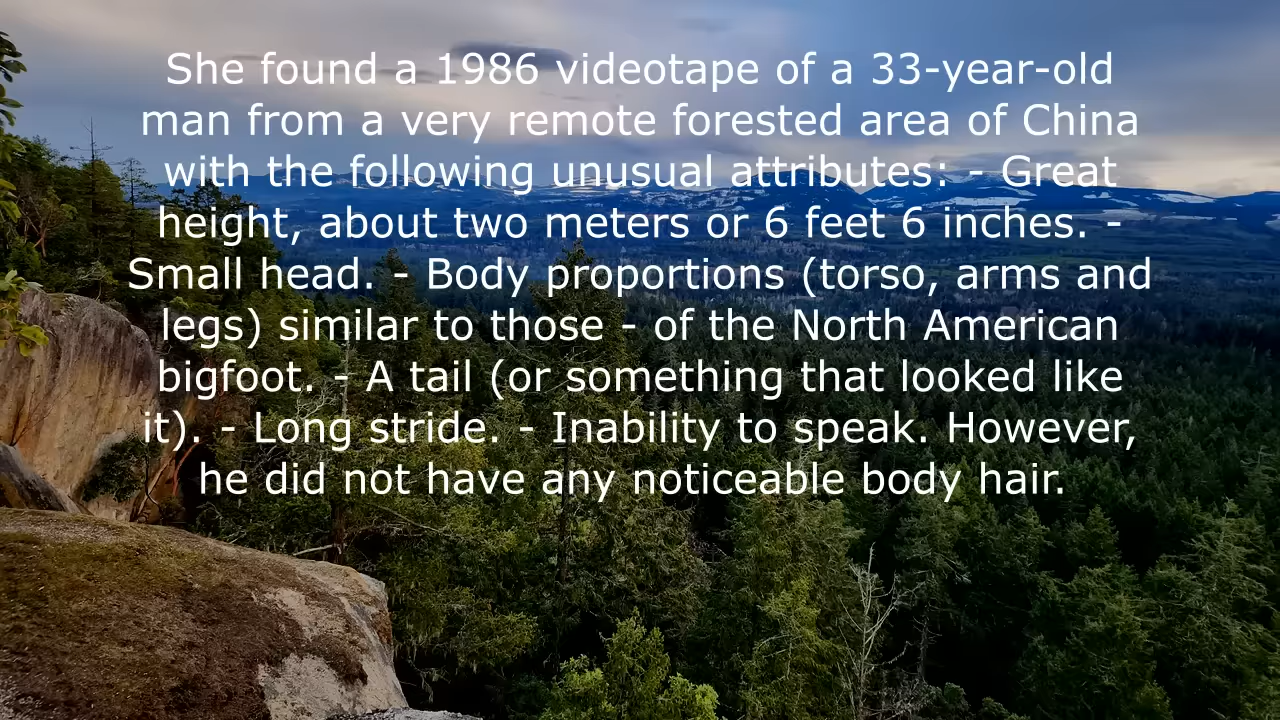 She found a 1986 videotape of a 33-year-old
man from a very remote forested area of China
with the following unusual attributes: - Great
height, about two meters or 6 feet 6 inches. -
Small head. - Body proportions (torso, arms and
legs) similar to those - of the North American
bigfoot. - A tail (or something that looked like
it). - Long stride. - Inability to speak. However,
he did not have any noticeable body hair.